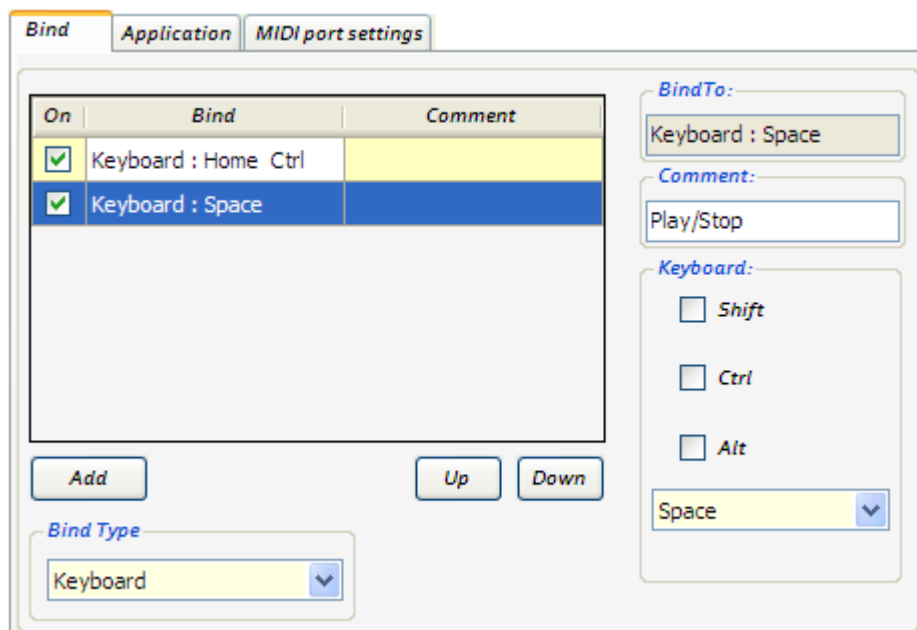 Bind Application MIDI port settings
On Bind Comment
Keyboard : Home Ctrl
Keyboard : Space
Add Up Down
Bind Type
Keyboard
BindTo:
Keyboard : Space
Comment:
Play/Stop
Keyboard:
Shift
Ctrl
Alt
Space